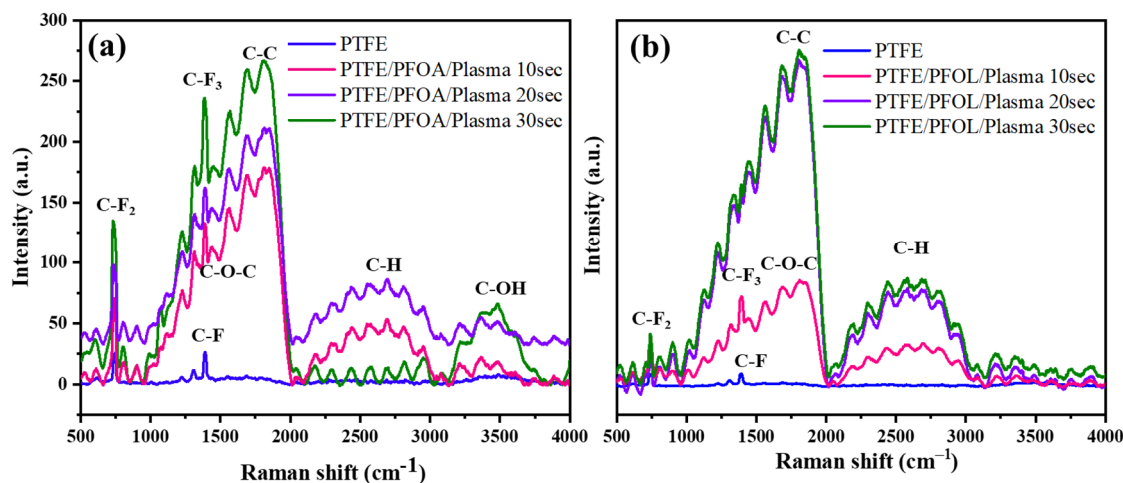 (a)
PTFE
PTFE/PFOA/Plasma 10sec
PTFE/PFOA/Plasma 20sec
PTFE/PFOA/Plasma 30sec
C-C
C-F3
C-F2
C-O-C
C-H
C-OH
C-F
300
250
200
150
100
50
0
Intensity (a.u.)
500 1000 1500 2000 2500 3000 3500 4000
Raman shift (cm-1)
(b)
C-C
PTFE
PTFE/PFOL/Plasma 10sec
PTFE/PFOL/Plasma 20sec
PTFE/PFOL/Plasma 30sec
C-F3
C-O-C
C-H
C-F2
C-F
Intensity (a.u.)
500 1000 1500 2000 2500 3000 3500 4000
Raman shift (cm−1)